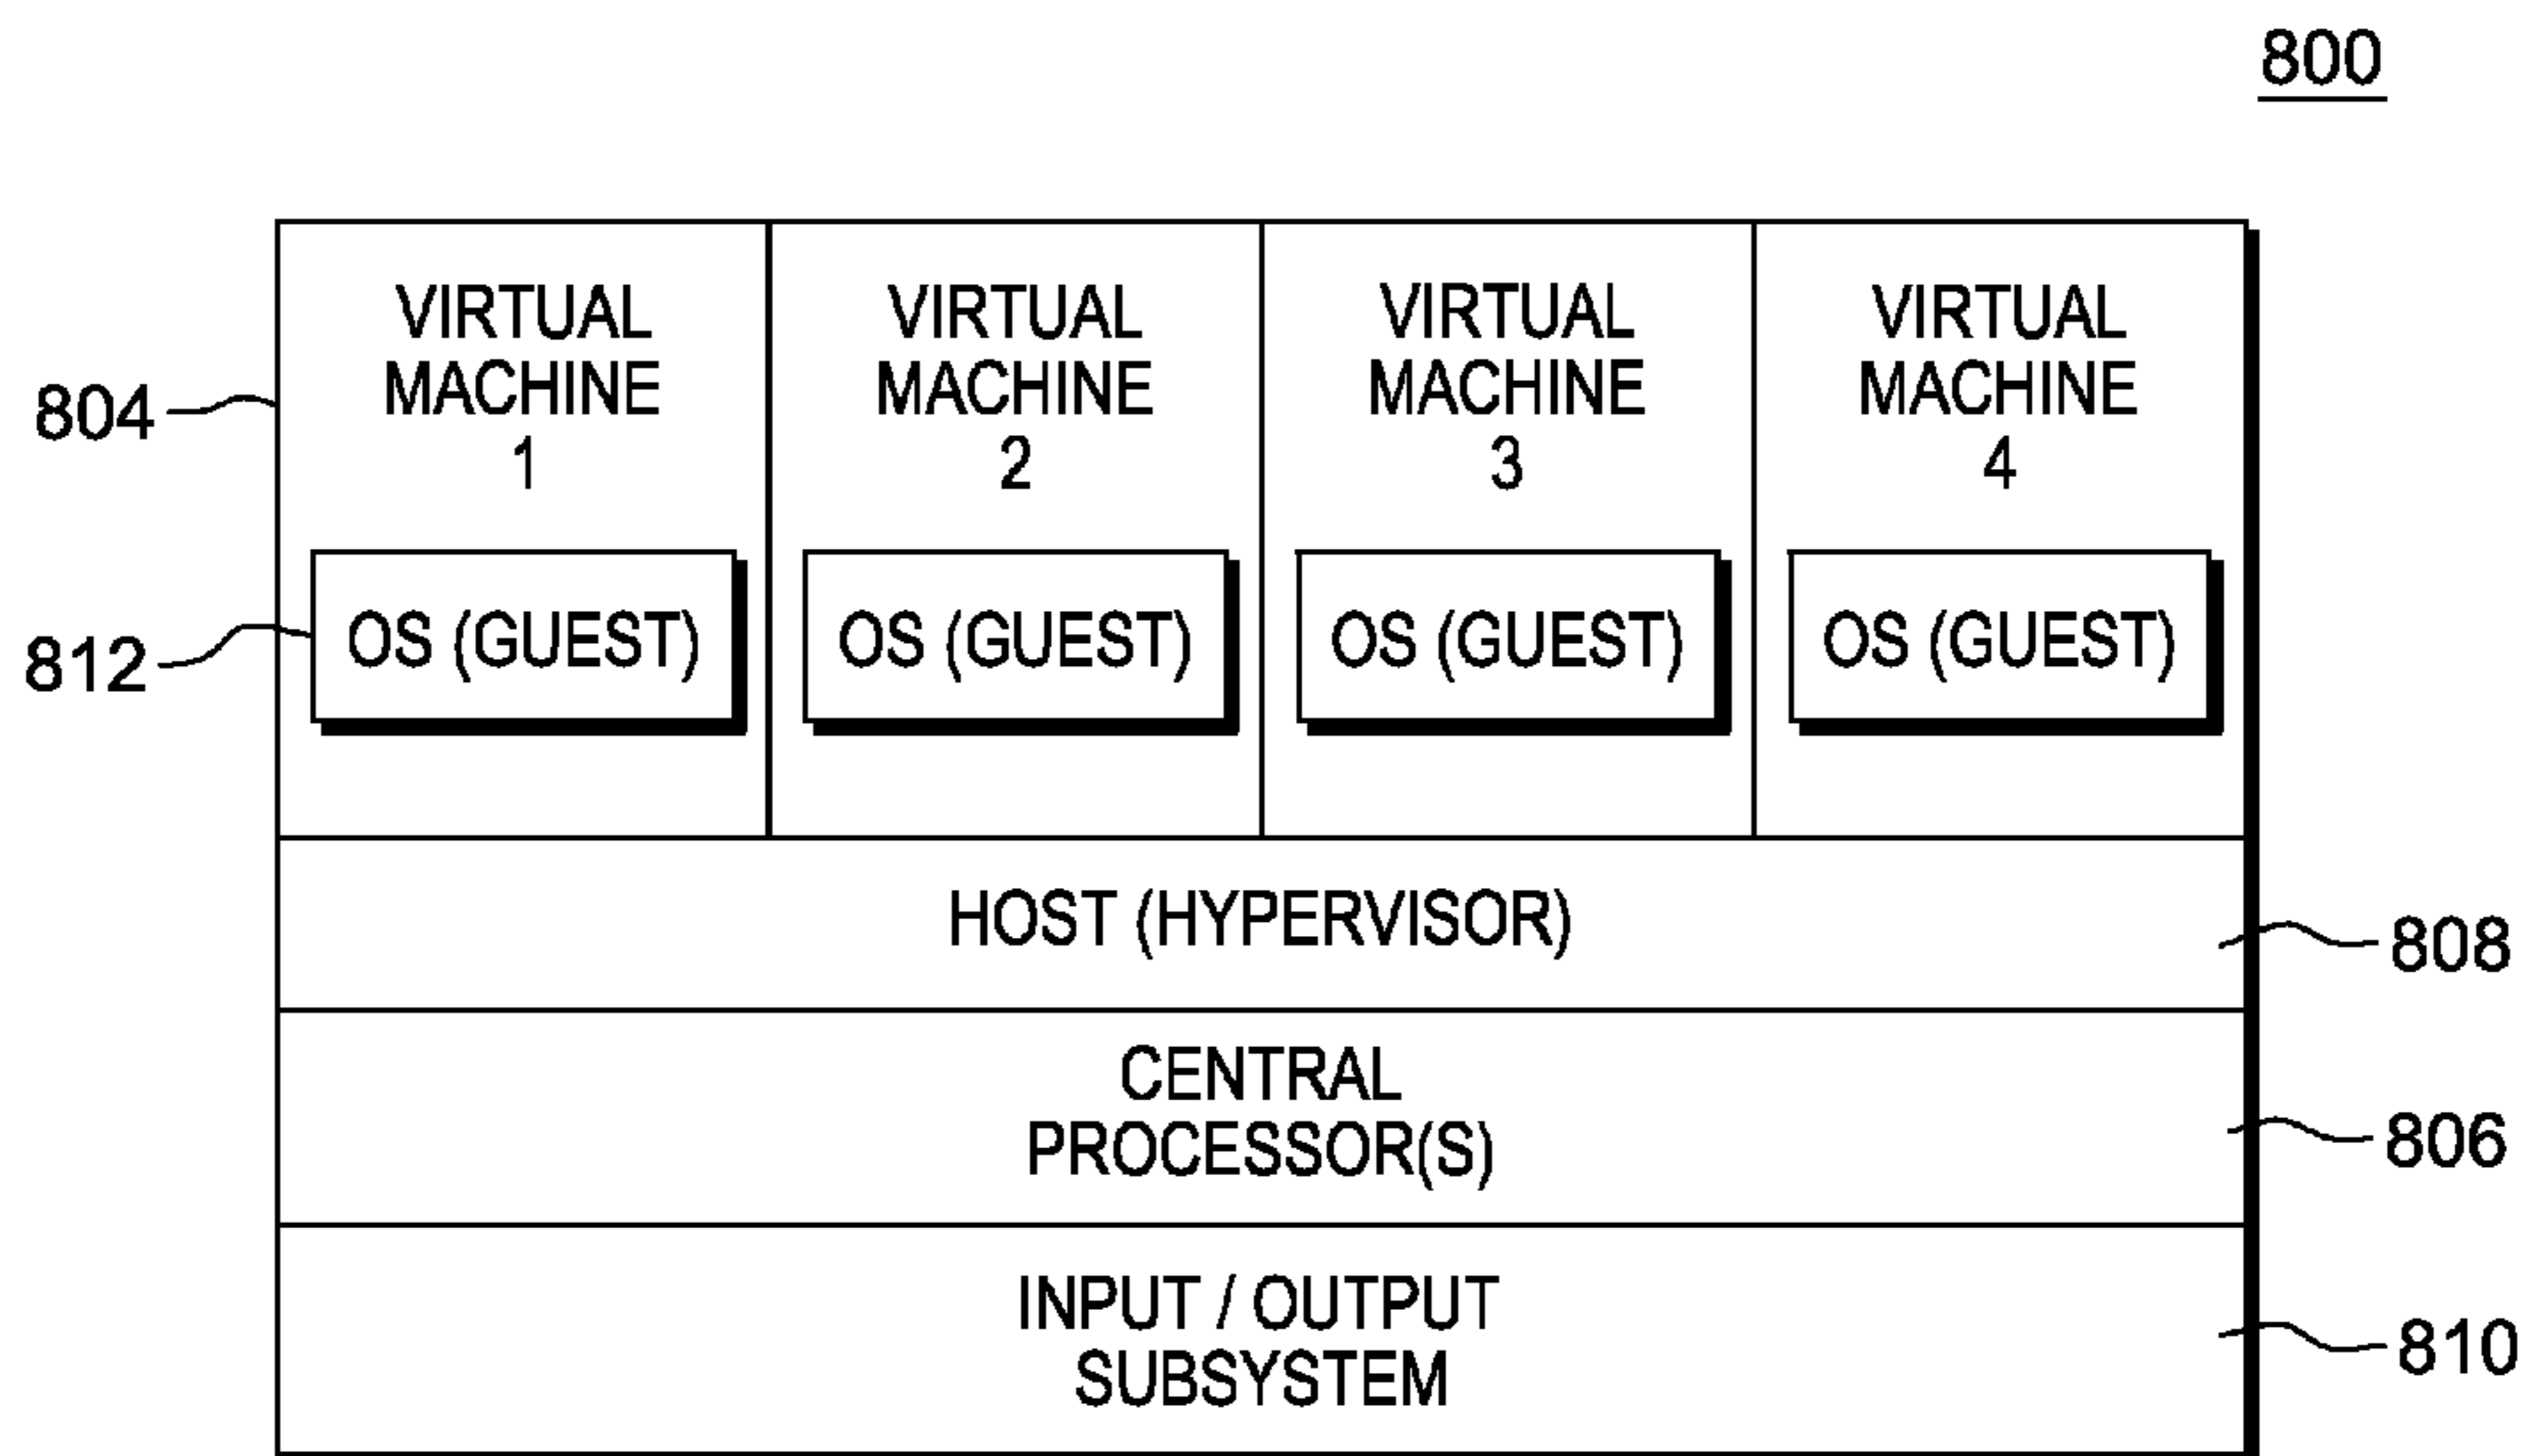 800
VIRTUAL
MACHINE
1
VIRTUAL
MACHINE
2
VIRTUAL
MACHINE
3
VIRTUAL
MACHINE
4
804
812
OS (GUEST)
OS (GUEST)
OS (GUEST)
OS (GUEST)
HOST (HYPERVISOR)
808
CENTRAL
PROCESSOR(S)
806
INPUT / OUTPUT
SUBSYSTEM
810